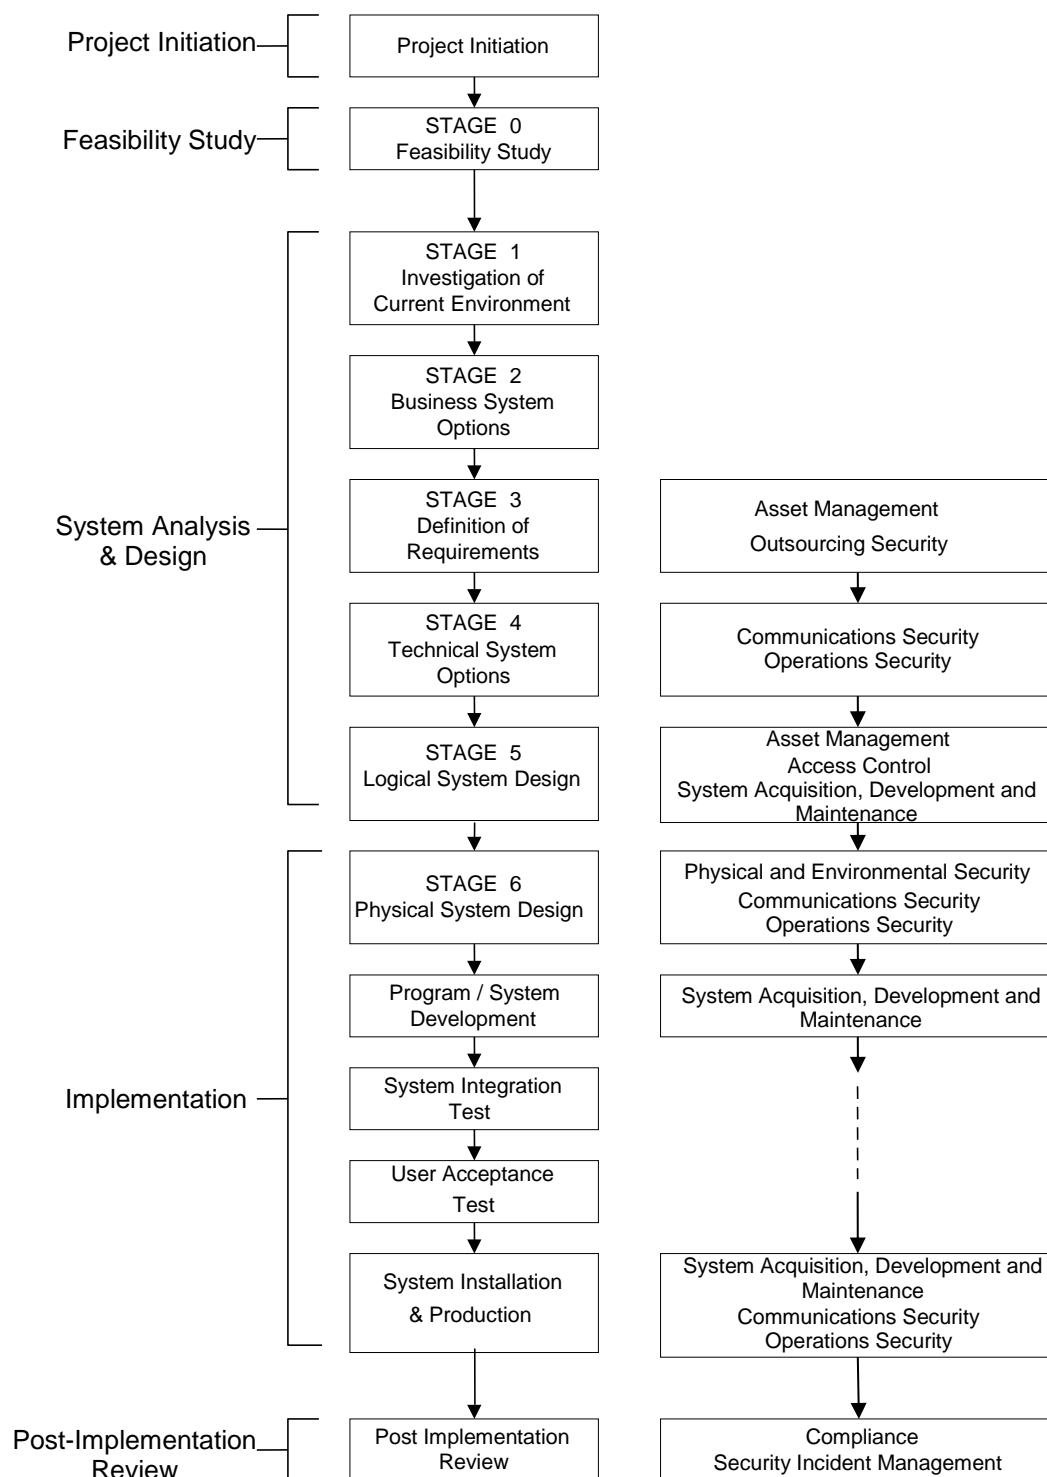 Project Initiation
Project Initiation
Feasibility Study
STAGE 0
Feasibility Study
STAGE 1
Investigation of
Current Environment
STAGE 2
Business System
Options
System Analysis
& Design
STAGE 3
Definition of
Requirements
Asset Management
Outsourcing Security
STAGE 4
Technical System
Options
Communications Security
Operations Security
STAGE 5
Logical System Design
Asset Management
Access Control
System Acquisition, Development and
Maintenance
STAGE 6
Physical System Design
Physical and Environmental Security
Communications Security
Operations Security
Program / System
Development
System Acquisition, Development and
Maintenance
Implementation
System Integration
Test
User Acceptance
Test
System Installation
& Production
System Acquisition, Development and
Maintenance
Communications Security
Operations Security
Post-Implementation
Review
Post Implementation
Review
Compliance
Security Incident Management